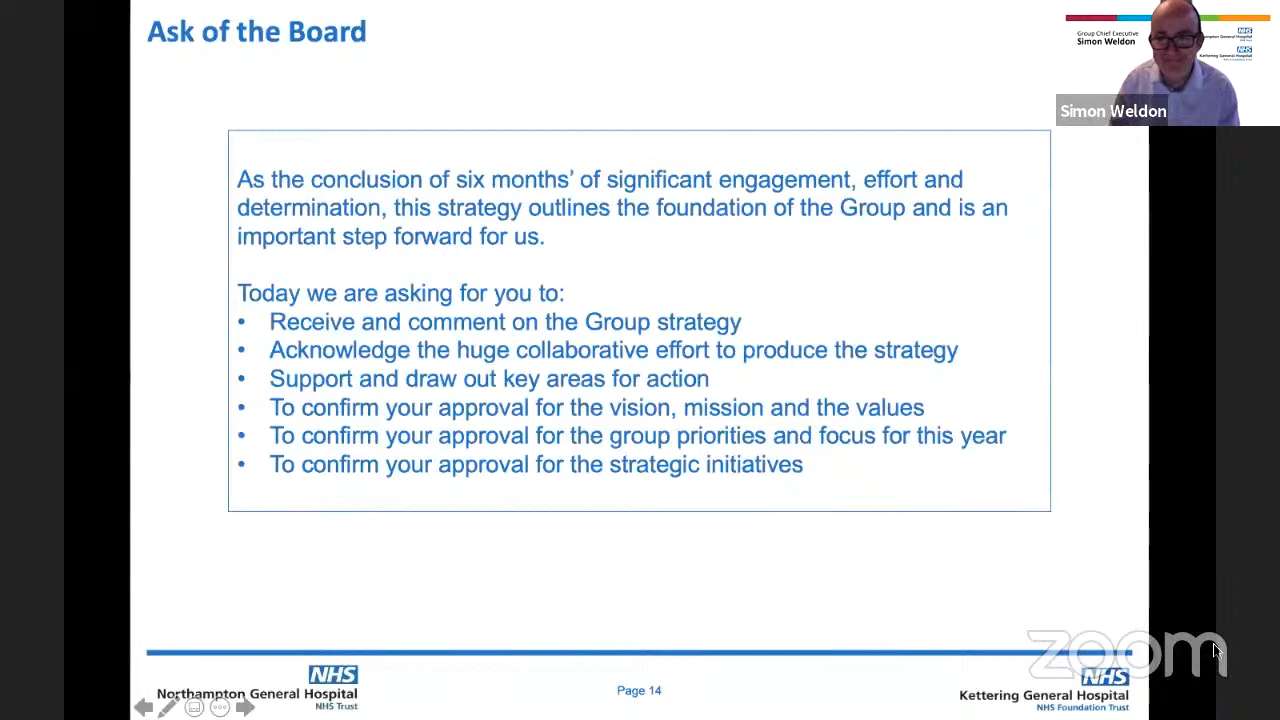 Ask of the Board
Group Chief Executive
Simon Weldon
NHS
NHS
Kettering General Hospital
Simon Weldon
As the conclusion of six months’ of significant engagement, effort and
determination, this strategy outlines the foundation of the Group and is an
important step forward for us.
Today we are asking for you to:
• Receive and comment on the Group strategy
• Acknowledge the huge collaborative effort to produce the strategy
• Support and draw out key areas for action
• To confirm your approval for the vision, mission and the values
• To confirm your approval for the group priorities and focus for this year
• To confirm your approval for the strategic initiatives
zoom
NHS
Northampton General Hospital
NHS Trust
Page 14
NHS
Kettering General Hospital
NHS Foundation Trust